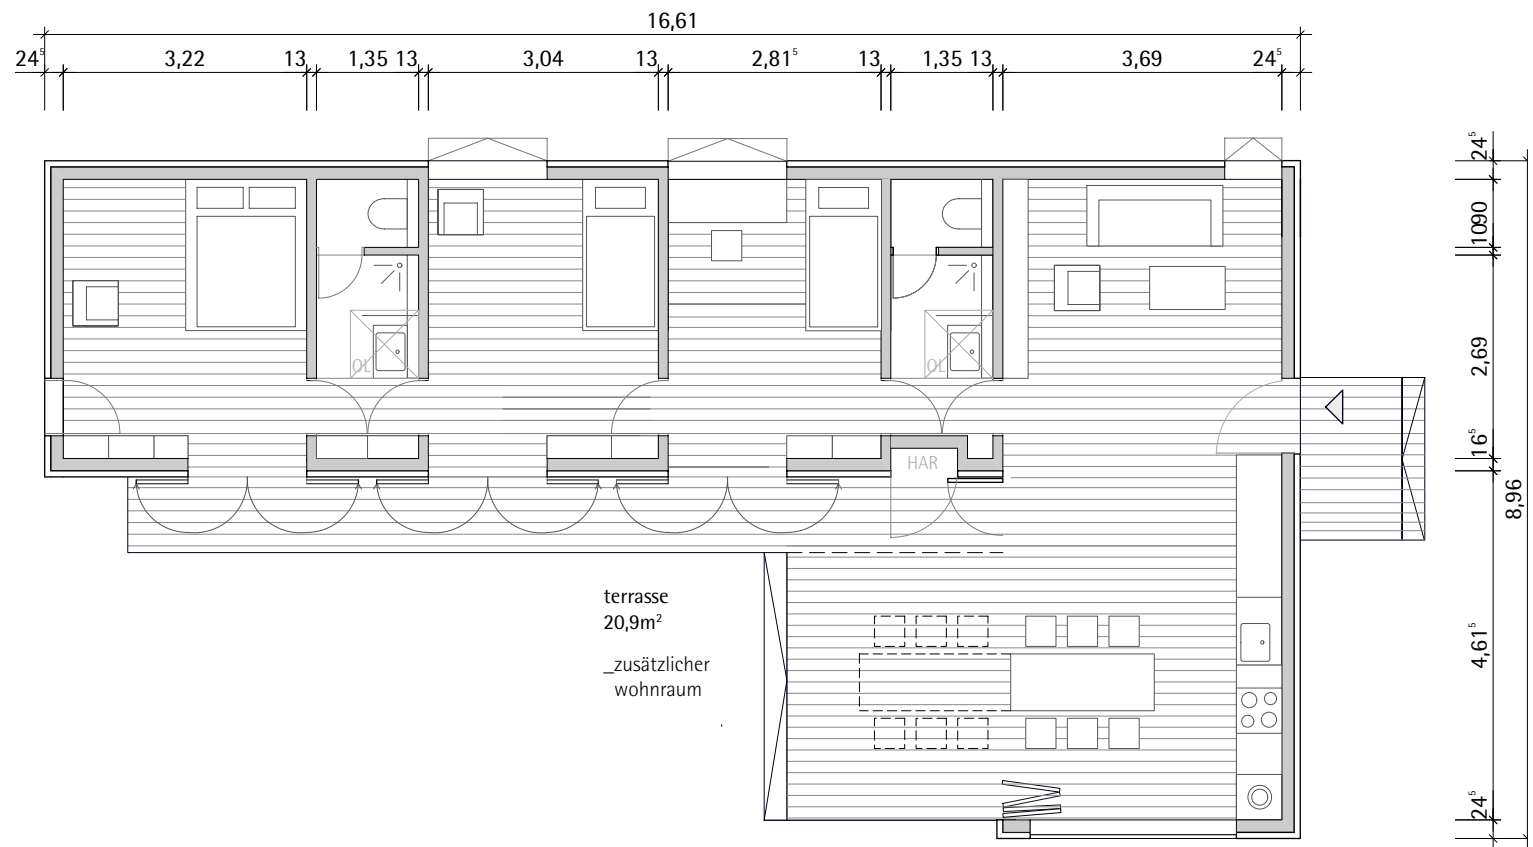 16,61
24⁵ 3,22 13 1,35 13 3,04 13 2,81⁵ 13 1,35 13 3,69 24⁵
24⁵
1090
2,69
16⁵
4,61⁵
24⁵
8,96
OL OL
HAR
terrasse
20,9m²
_zusätzlicher
wohnraum